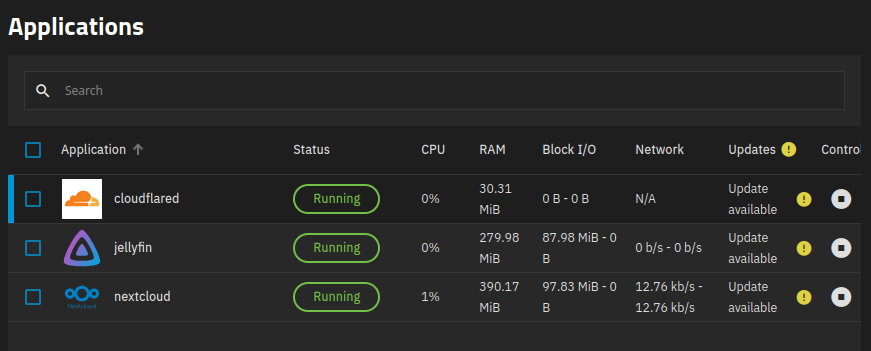 Applications
Search
Application Status CPU RAM Block I/O Network Updates Control
cloudflared Running 0% 30.31 MiB 0 B - 0 B N/A Update available
jellyfin Running 0% 279.98 MiB 87.98 MiB - 0 B 0 b/s - 0 b/s Update available
Nextcloud nextcloud Running 1% 390.17 MiB 97.83 MiB - 0 B 12.76 kb/s - 12.76 kb/s Update available